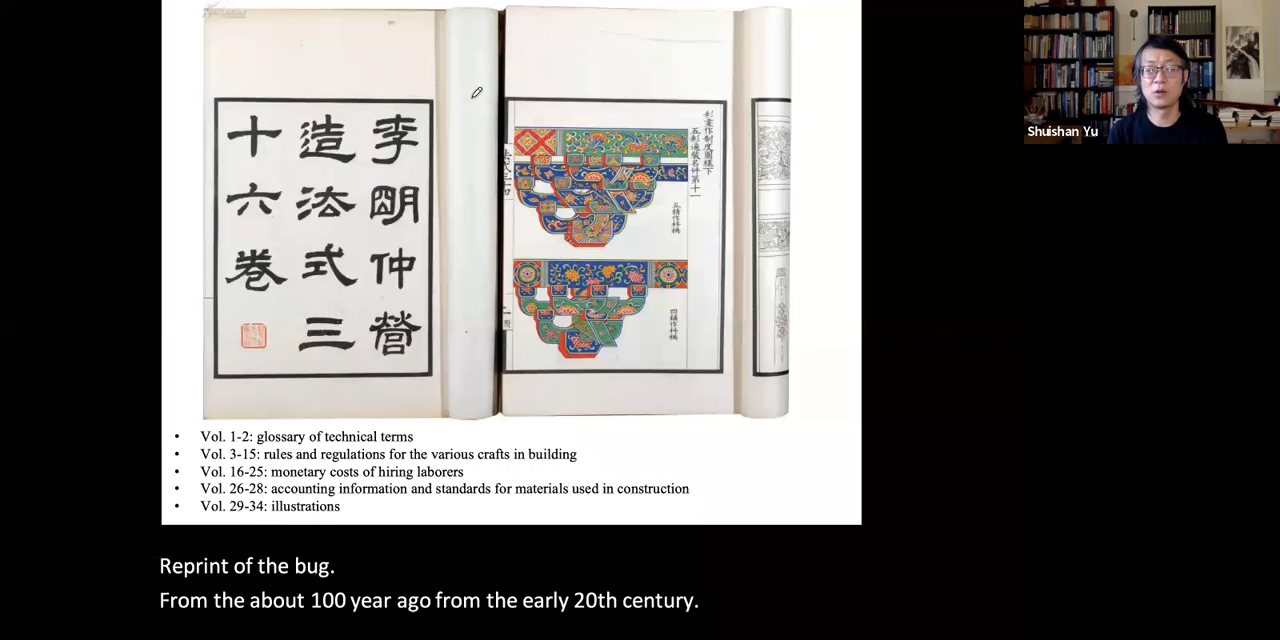 李朙仲營
造法式三
十六卷
彩畫作制度圖樣下
五彩遍裝名件第十一
五鋪作枓栱
四鋪作枓栱
• Vol. 1-2: glossary of technical terms
• Vol. 3-15: rules and regulations for the various crafts in building
• Vol. 16-25: monetary costs of hiring laborers
• Vol. 26-28: accounting information and standards for materials used in construction
• Vol. 29-34: illustrations
Shuishan Yu
Reprint of the bug.
From the about 100 year ago from the early 20th century.